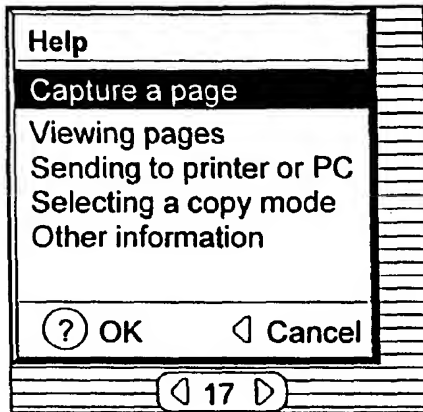 Help
Capture a page
Viewing pages
Sending to printer or PC
Selecting a copy mode
Other information
? OK ◁ Cancel
◁ 17 ▷